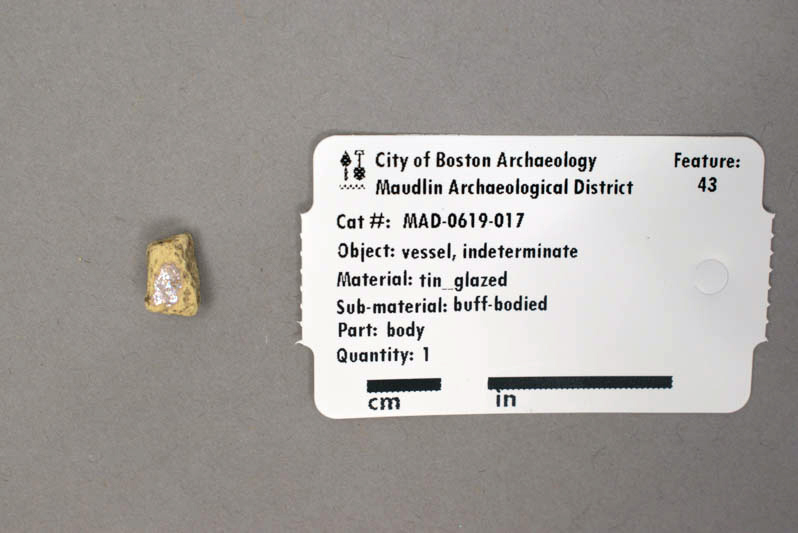 City of Boston Archaeology
Maudlin Archaeological District
Feature:
43
Cat #: MAD-0619-017
Object: vessel, indeterminate
Material: tin_glazed
Sub-material: buff-bodied
Part: body
Quantity: 1
cm
in